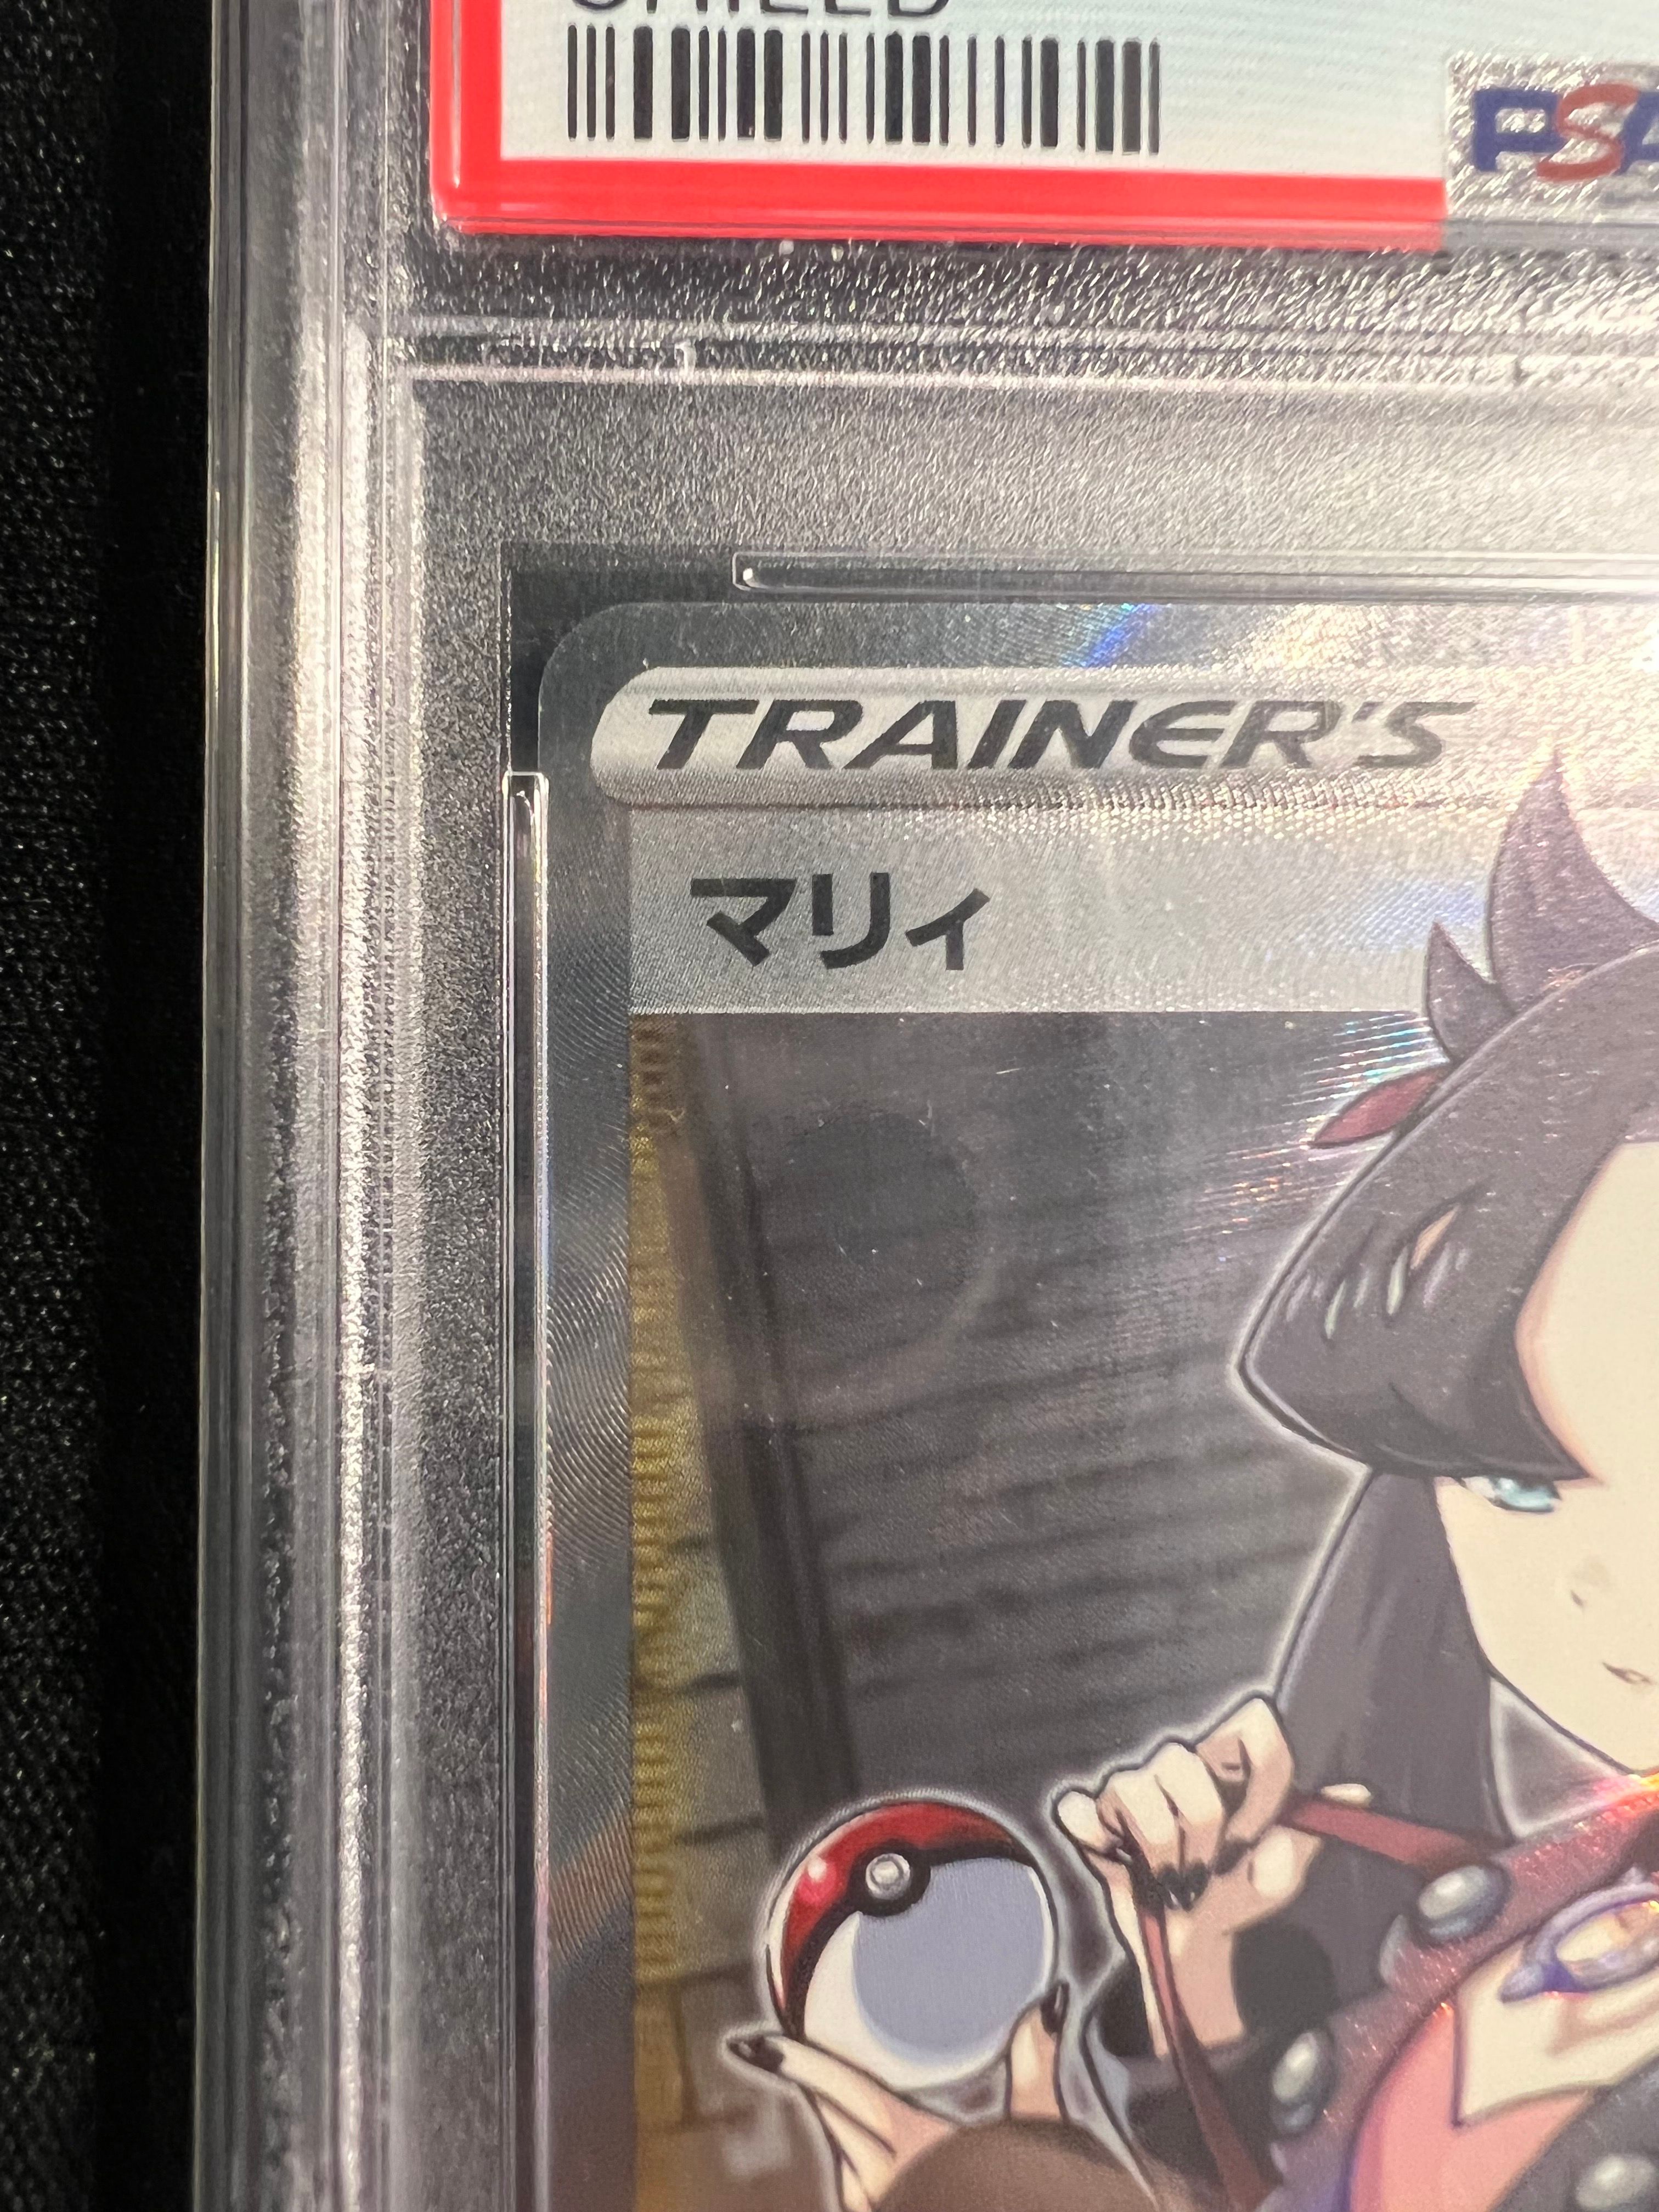 SHIELD
PSA
TRAINER'S
マリィ